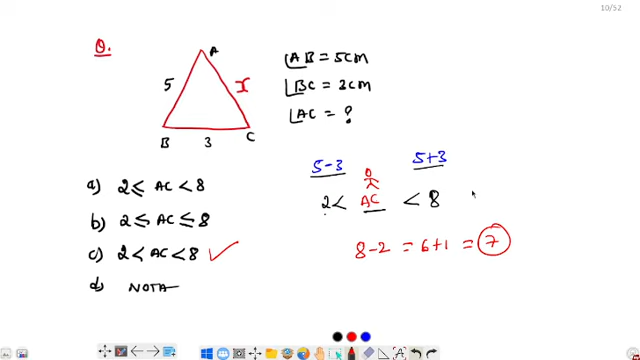 10/52
Q.
A
5
x
B
3
C
⌊AB = 5cm
⌊BC = 3cm
⌊AC = ?
5-3
5+3
2 < AC < 8
8-2 = 6+1 = 7
a) 2 ≤ AC < 8
b) 2 ≤ AC ≤ 8
c) 2 < AC < 8 ✓
d) NOTA